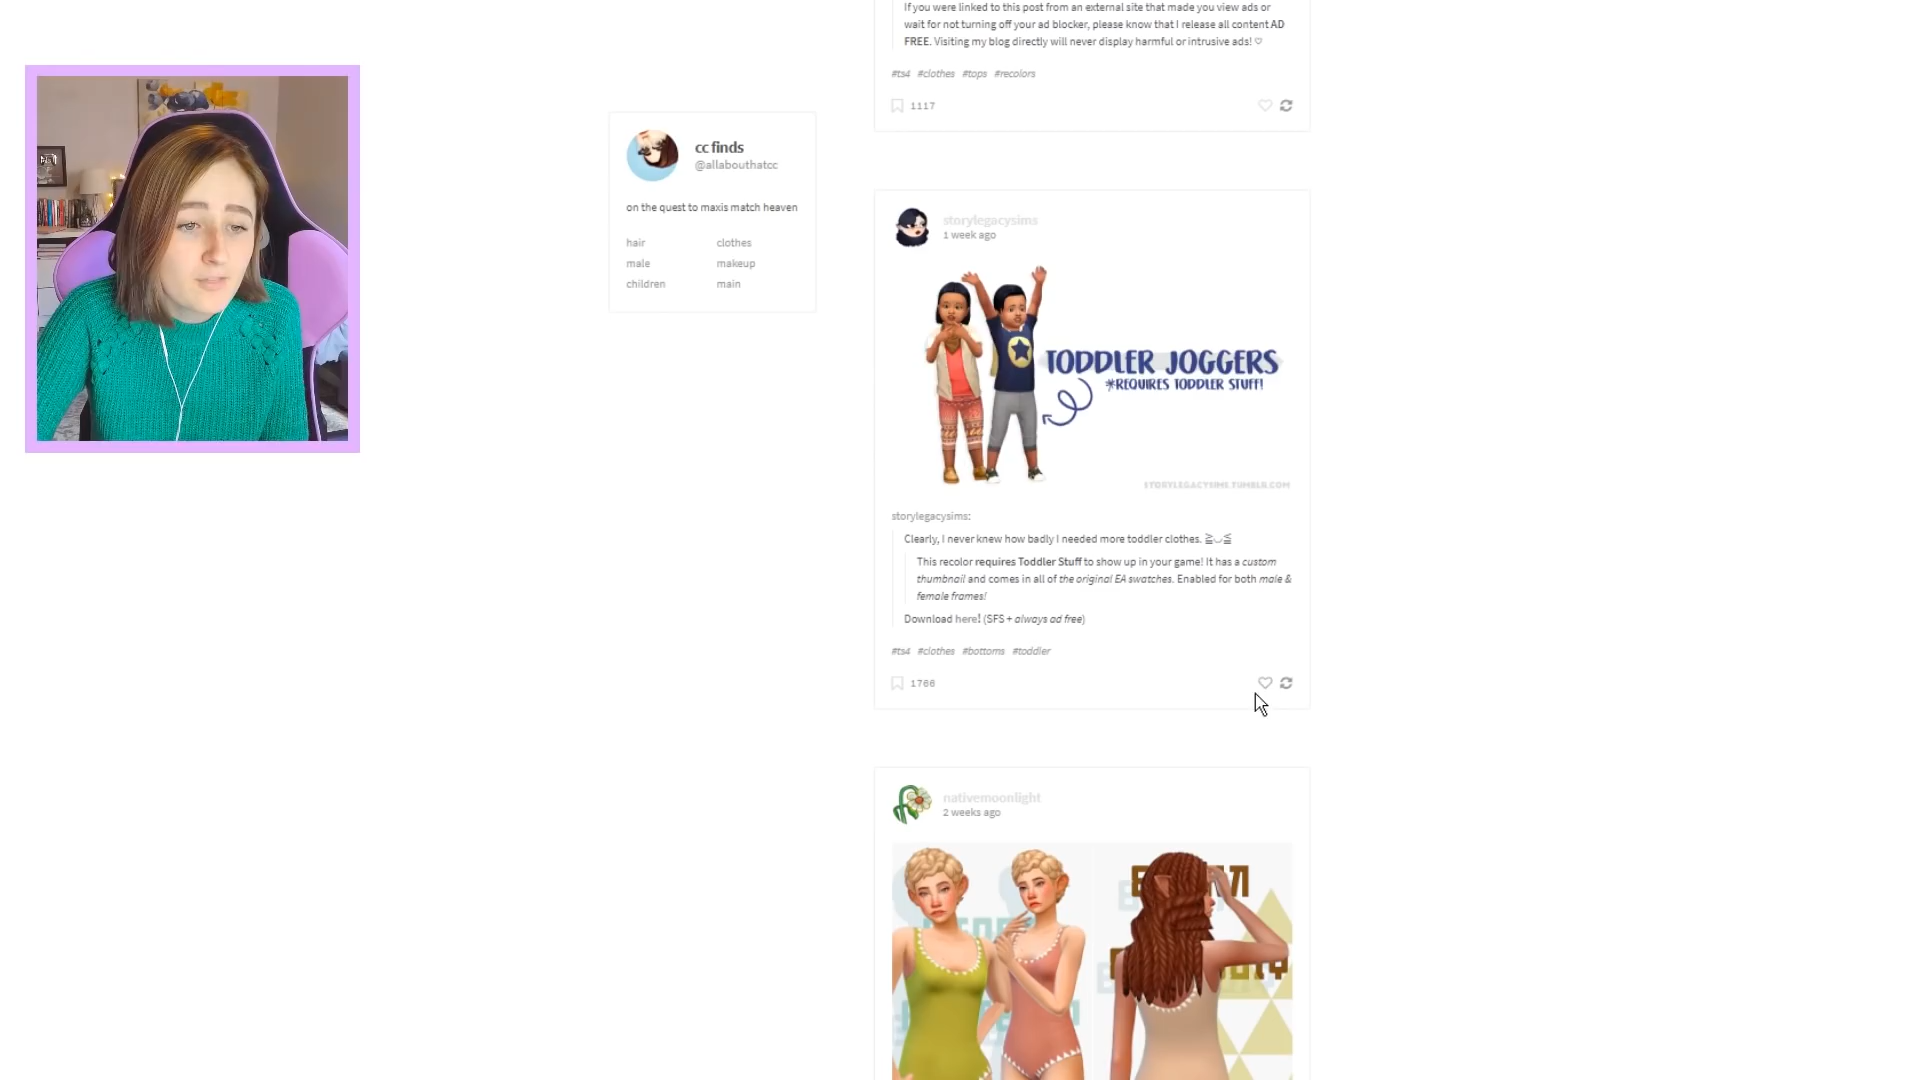 If you were linked to this post from an external site that made you view ads or
wait for not turning off your ad blocker, please know that I release all content AD
FREE. Visiting my blog directly will never display harmful or intrusive ads! ♡
#ts4 #clothes #tops #recolors
1117
cc finds
@allabouthatcc
on the quest to maxis match heaven
hair clothes
male makeup
children main
storylegacysims
1 week ago
TODDLER JOGGERS
*REQUIRES TODDLER STUFF!
STORYLEGACYSIMS.TUMBLR.COM
storylegacysims:
Clearly, I never knew how badly I needed more toddler clothes. ≧◡≦
This recolor requires Toddler Stuff to show up in your game! It has a custom
thumbnail and comes in all of the original EA swatches. Enabled for both male &
female frames!
Download here! (SFS + always ad free)
#ts4 #clothes #bottoms #toddler
1766
nativemoonlight
2 weeks ago